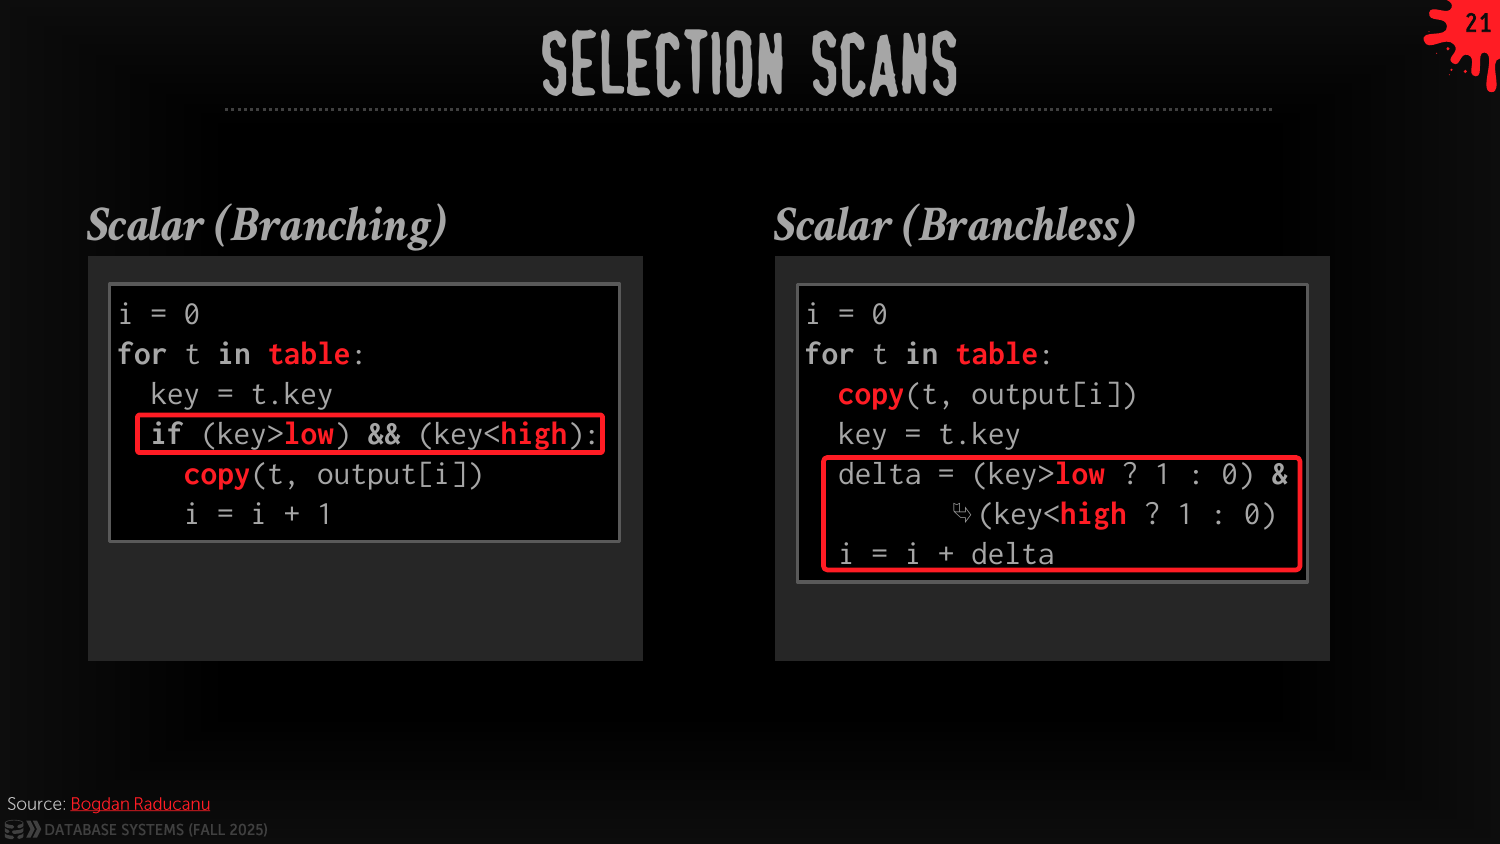 21
SELECTION SCANS
Scalar (Branching)
i = 0
for t in table:
  key = t.key
  if (key>low) && (key<high):
    copy(t, output[i])
    i = i + 1
Scalar (Branchless)
i = 0
for t in table:
  copy(t, output[i])
  key = t.key
  delta = (key>low ? 1 : 0) &
         ⮱(key<high ? 1 : 0)
  i = i + delta
Source: Bogdan Raducanu
DATABASE SYSTEMS (FALL 2025)